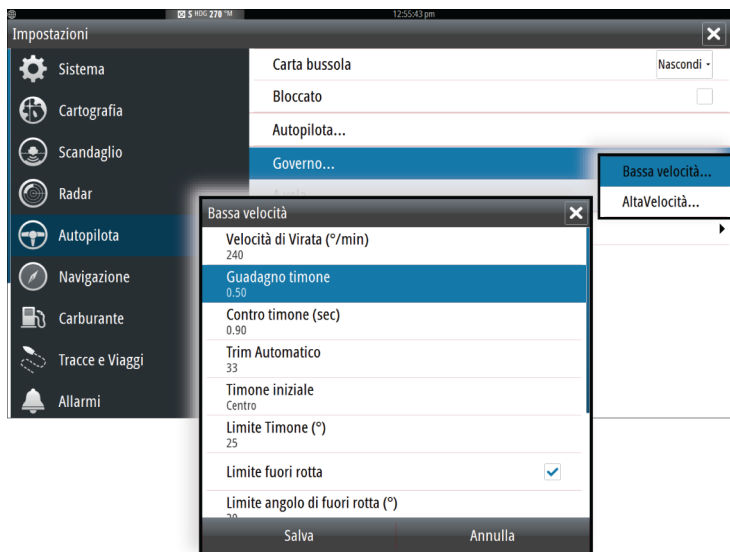 S HDG 270 °M
12:55:43 pm
Impostazioni
Sistema
Cartografia
Scandaglio
Radar
Autopilota
Navigazione
Carburante
Tracce e Viaggi
Allarmi
Carta bussola
Nascondi
Bloccato
Autopilota...
Governo...
Bassa velocità...
AltaVelocità...
Bassa velocità
Velocità di Virata (°/min)
240
Guadagno timone
0.50
Contro timone (sec)
0.90
Trim Automatico
33
Timone iniziale
Centro
Limite Timone (°)
25
Limite fuori rotta
Limite angolo di fuori rotta (°)
Salva
Annulla